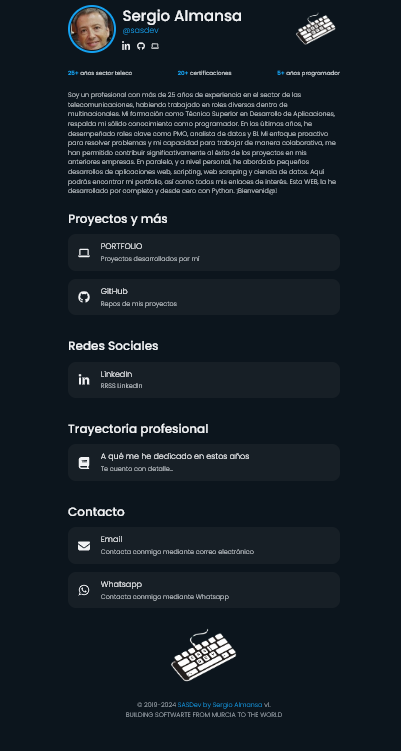 Sergio Almansa
@sasdev
25+ años sector teleco
20+ certificaciones
5+ años programador
Soy un profesional con más de 25 años de experiencia en el sector de las
telecomunicaciones, habiendo trabajado en roles diversos dentro de
multinacionales. Mi formación como Técnico Superior en Desarrollo de Aplicaciones,
respalda mi sólido conocimiento como programador. En los últimos años, he
desempeñado roles clave como PMO, analista de datos y BI. Mi enfoque proactivo
para resolver problemas y mi capacidad para trabajar de manera colaborativa, me
han permitido contribuir significativamente al éxito de los proyectos en mis
anteriores empresas. En paralelo, y a nivel personal, he abordado pequeños
desarrollos de aplicaciones web, scripting, web scraping y ciencia de datos. Aquí
podrás encontrar mi portfolio, así como todos mis enlaces de interés. Esta WEB, la he
desarrollado por completo y desde cero con Python. ¡Bienvenid@s!
Proyectos y más
PORTFOLIO
Proyectos desarrollados por mí
GitHub
Repos de mis proyectos
Redes Sociales
LinkedIn
RRSS LinkedIn
Trayectoria profesional
A qué me he dedicado en estos años
Te cuento con detalle...
Contacto
Email
Contacta conmigo mediante correo electrónico
Whatsapp
Contacta conmigo mediante Whatsapp
© 2019-2024 SASDev by Sergio Almansa v1.
BUILDING SOFTWARTE FROM MURCIA TO THE WORLD